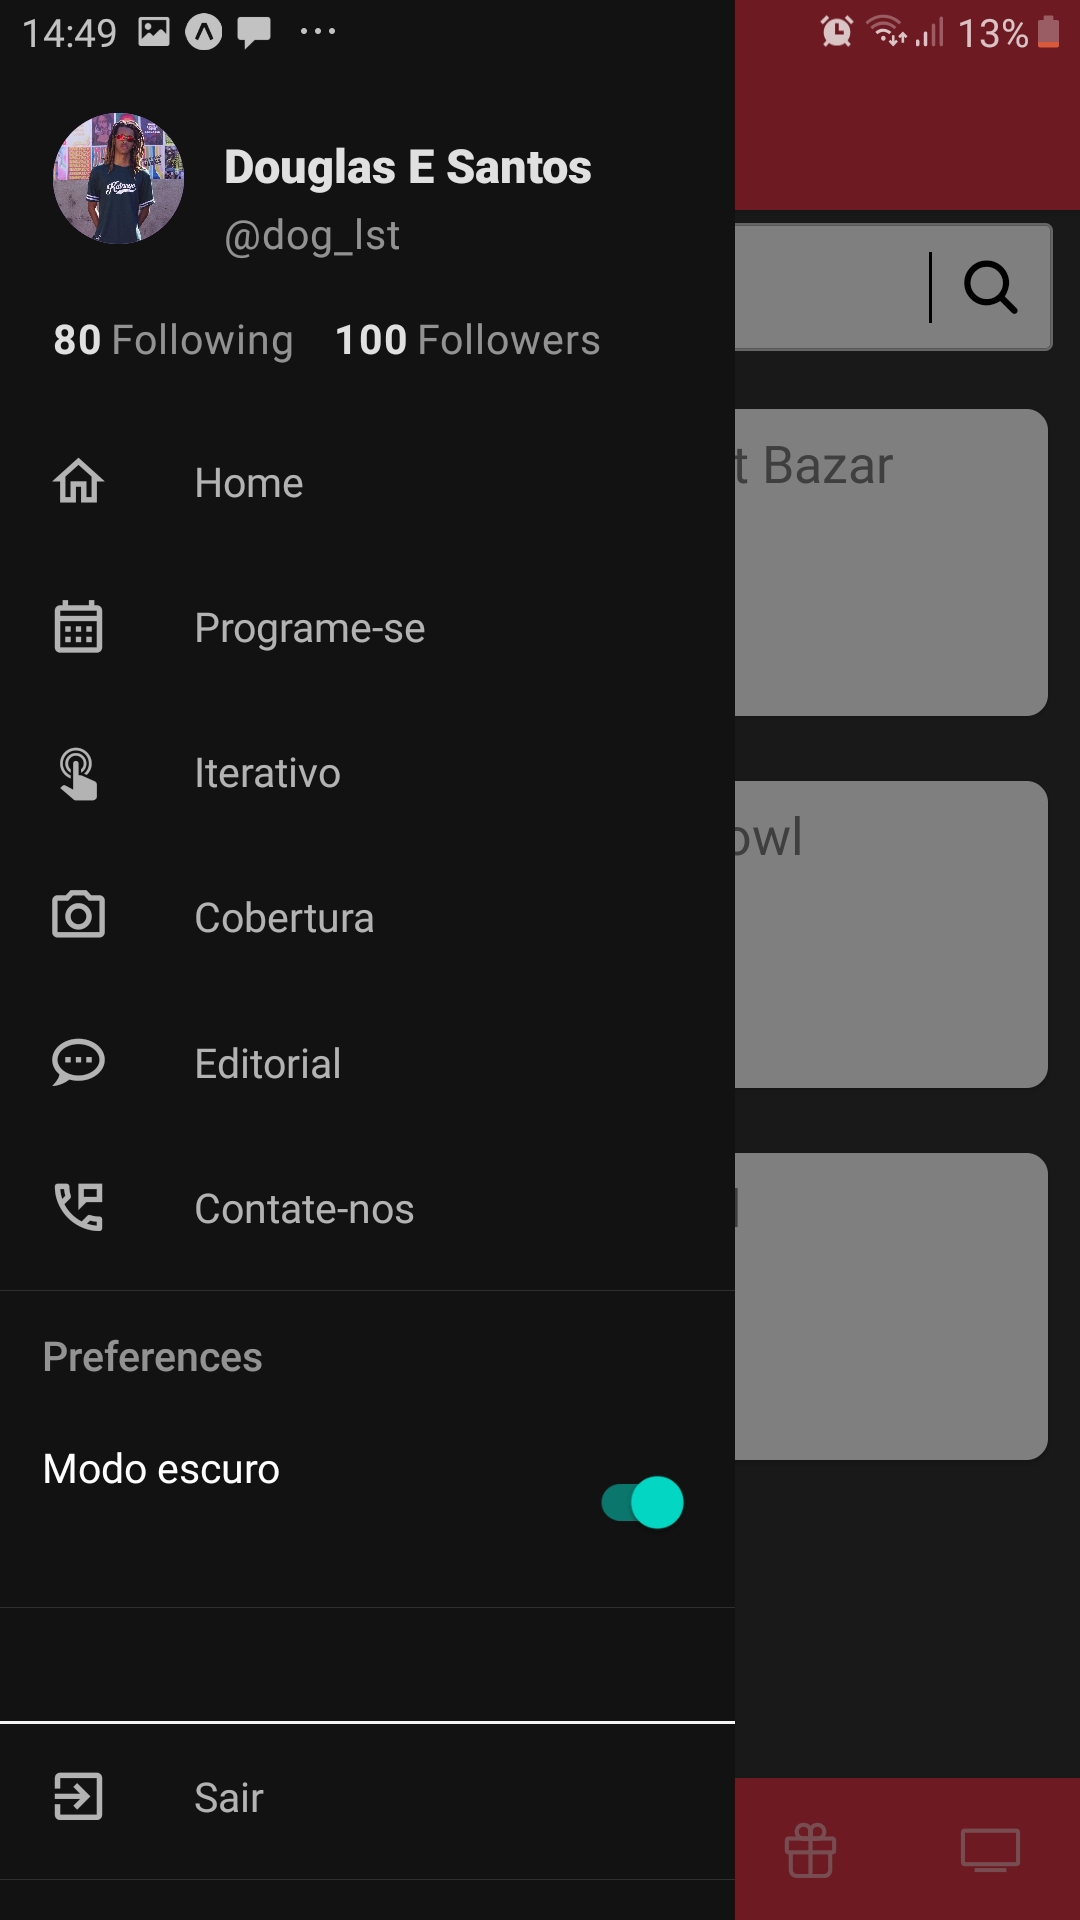 14:49
13%
Douglas E Santos
@dog_lst
80 Following 100 Followers
Home
Programe-se
Iterativo
Cobertura
Editorial
Contate-nos
Preferences
Modo escuro
Sair
t Bazar
owl